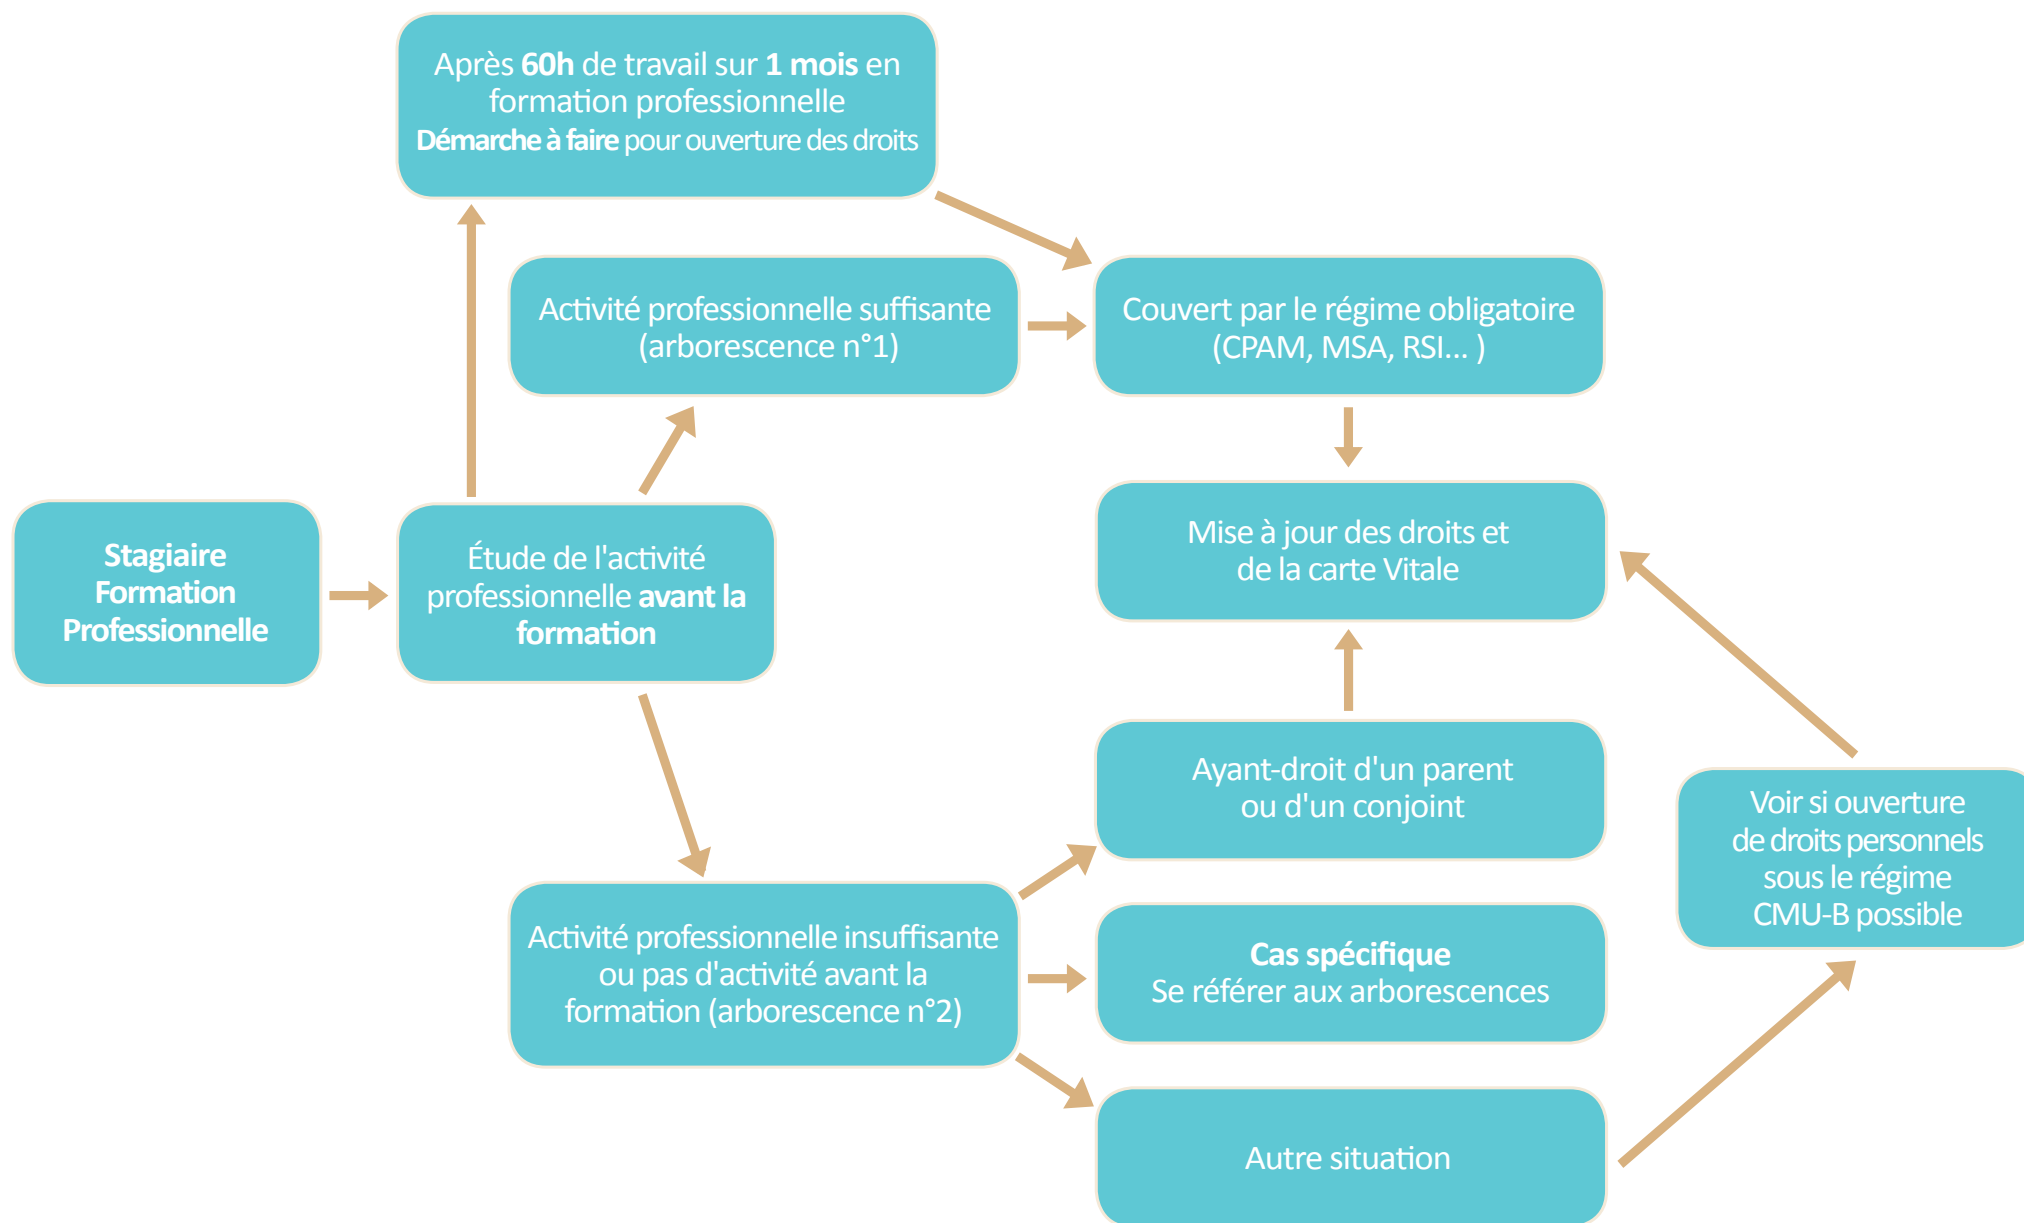 Après 60h de travail sur 1 mois en
formation professionnelle
Démarche à faire pour ouverture des droits
Activité professionnelle suffisante
(arborescence n°1)
Couvert par le régime obligatoire
(CPAM, MSA, RSI... )
Stagiaire
Formation
Professionnelle
Étude de l'activité
professionnelle avant la
formation
Mise à jour des droits et
de la carte Vitale
Ayant-droit d'un parent
ou d'un conjoint
Voir si ouverture
de droits personnels
sous le régime
CMU-B possible
Activité professionnelle insuffisante
ou pas d'activité avant la
formation (arborescence n°2)
Cas spécifique
Se référer aux arborescences
Autre situation